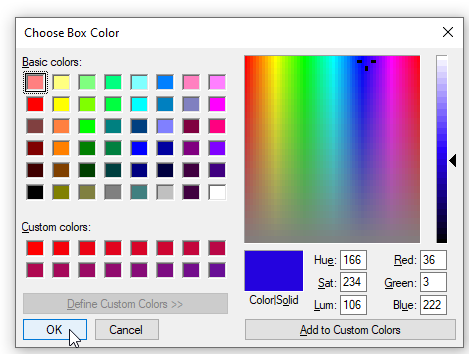 Choose Box Color
Basic colors:
Custom colors:
Define Custom Colors >>
OK
Cancel
Hue: 166
Sat: 234
Lum: 106
Red: 36
Green: 3
Blue: 222
Color|Solid
Add to Custom Colors